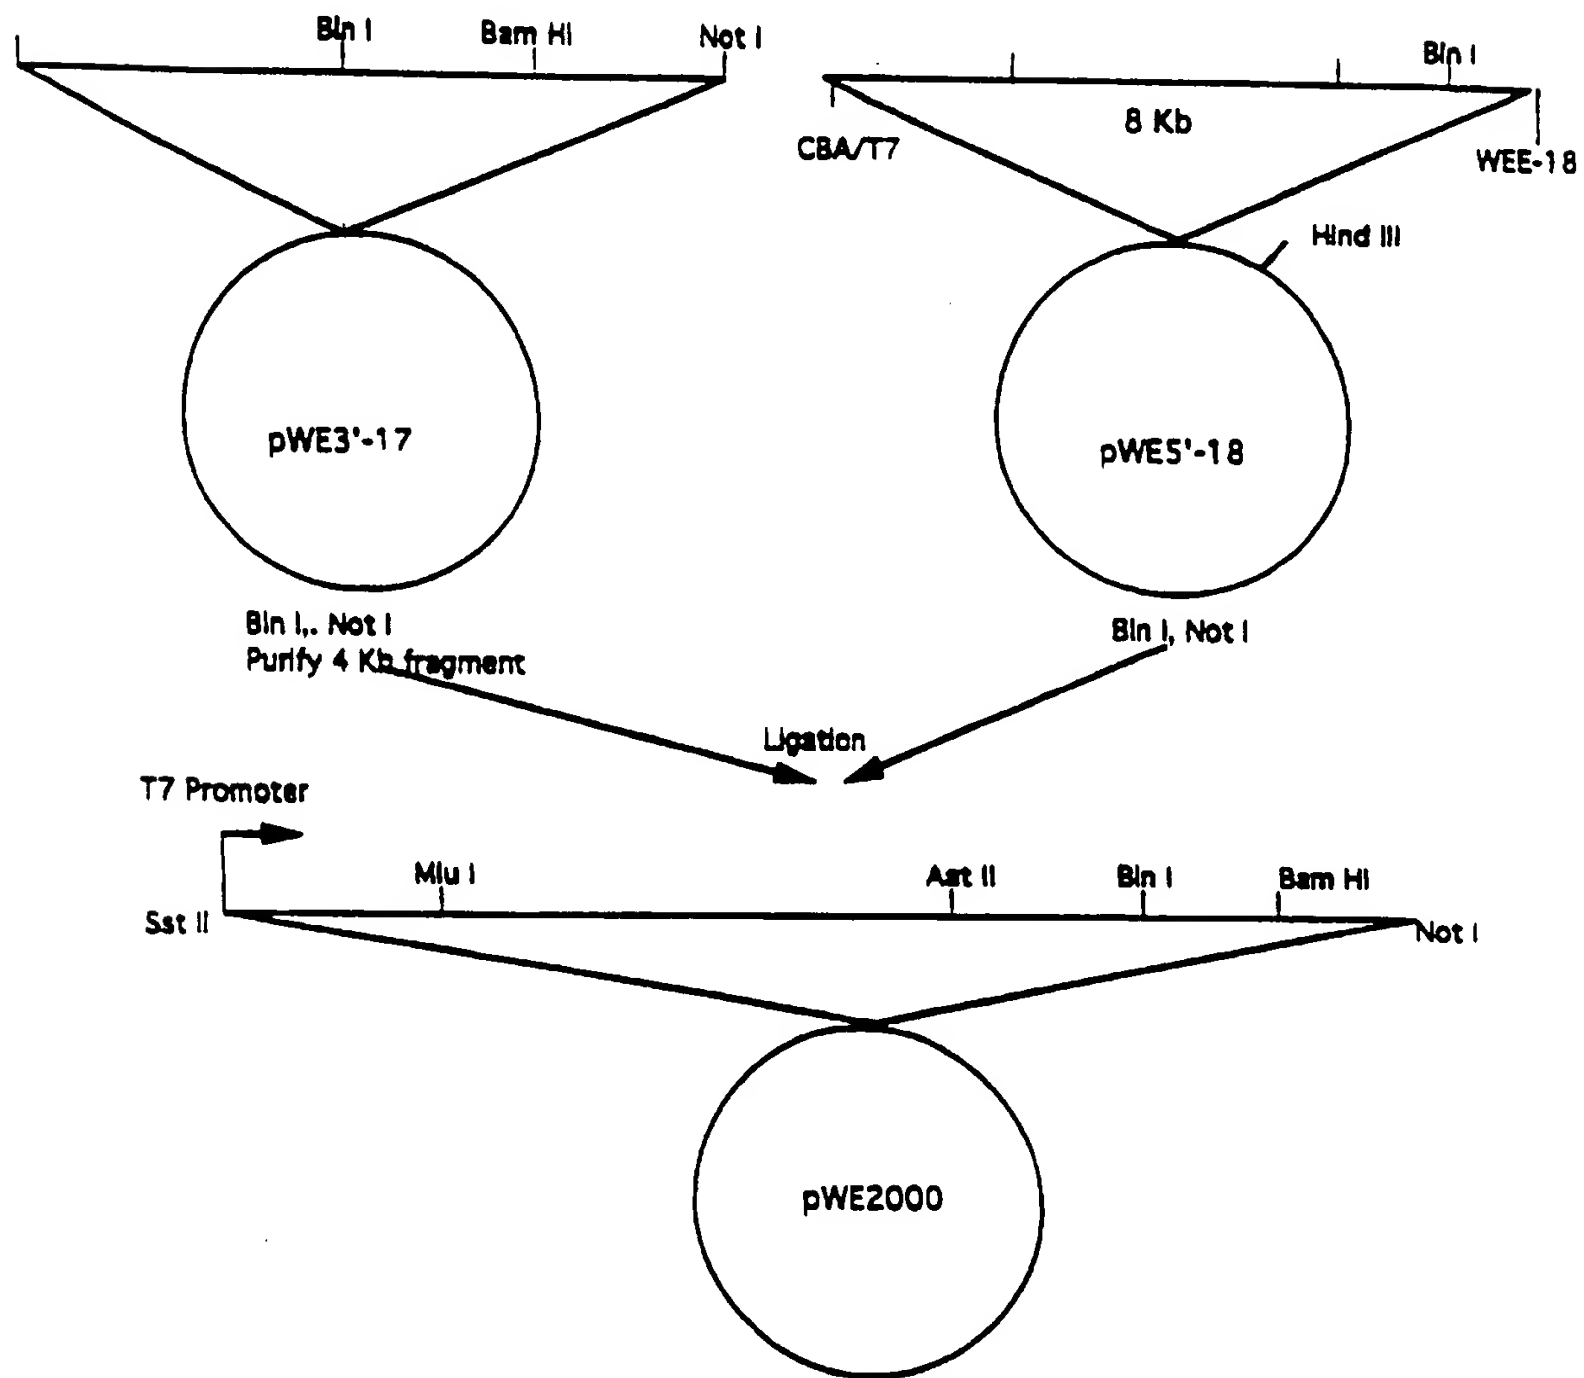 Bln I
Bam HI
Not I
Bln I
8 Kb
CBA/T7
WEE-18
Hind III
pWE3'-17
pWE5'-18
Bln I,. Not I
Purify 4 Kb fragment
Bln I, Not I
Ligation
T7 Promoter
Mlu I
Aat II
Bln I
Bam HI
Sst II
Not I
pWE2000